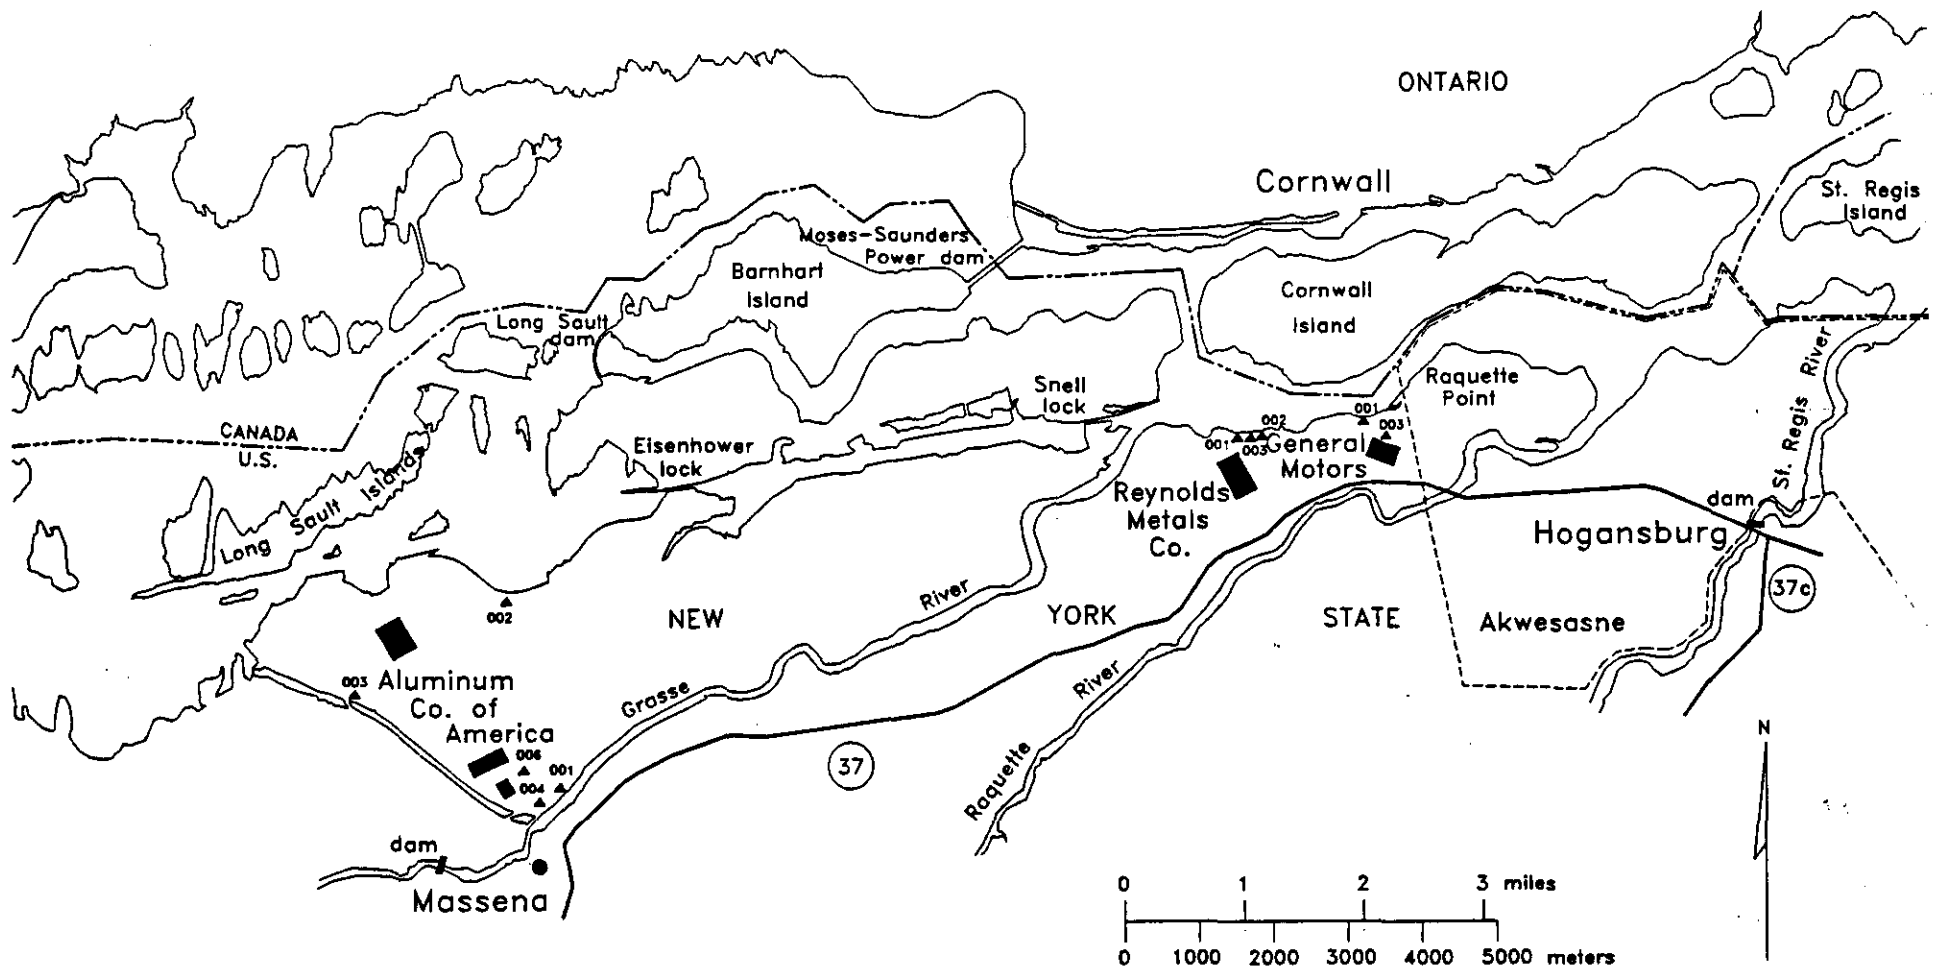 ONTARIO
Cornwall
St. Regis
Island
Moses-Saunders
Power dam
Barnhart
Island
Cornwall
Island
Long Sault
dam
St. Regis River
Raquette
Point
Snell
lock
001
002
003
001
003
CANADA
U.S.
Eisenhower
lock
General
Motors
Reynolds
Metals
Co.
Long Sault Islands
dam
Hogansburg
37c
002
NEW YORK STATE
Akwesasne
Grasse River
Raquette River
003
Aluminum
Co. of
America
006
001
004
37
N
dam
Massena
0 1 2 3 miles
0 1000 2000 3000 4000 5000 meters